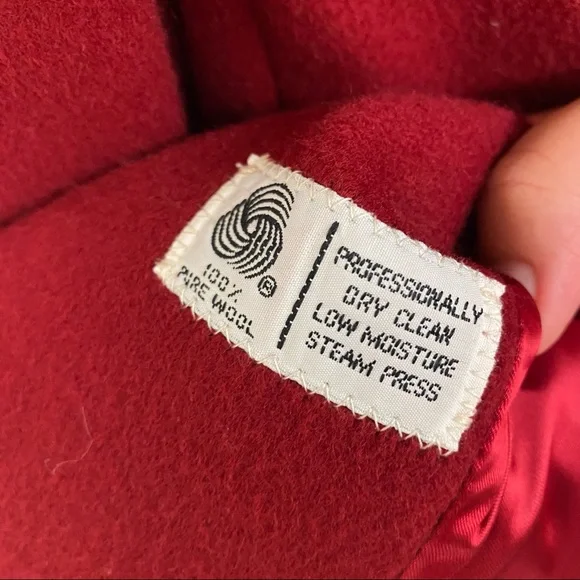 100%
PURE WOOL
®
PROFESSIONALLY
DRY CLEAN
LOW MOISTURE
STEAM PRESS